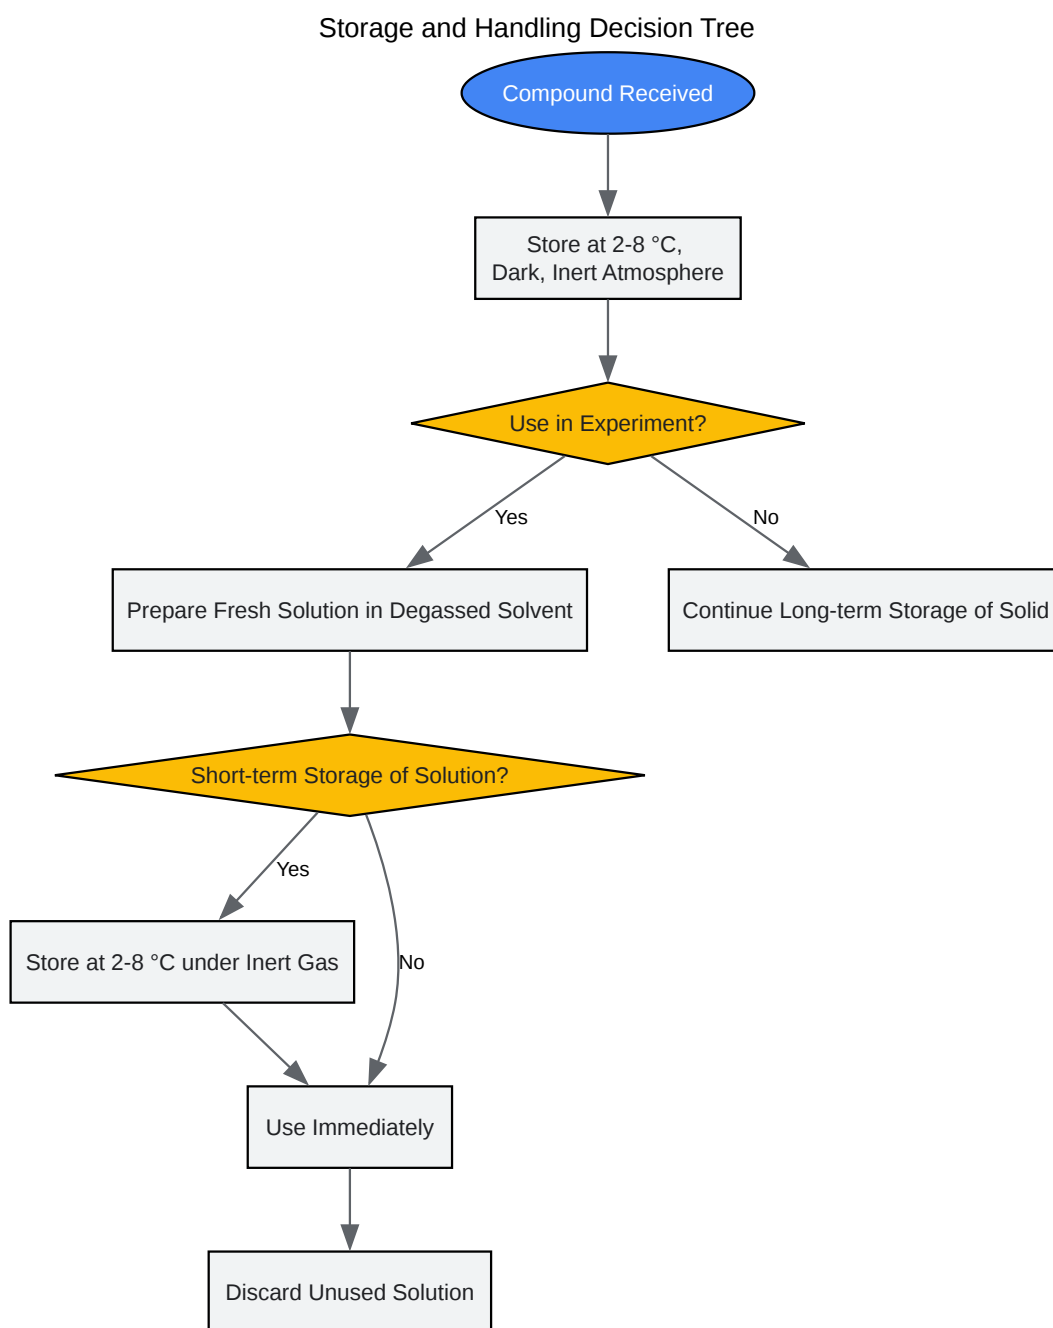 Storage and Handling Decision Tree
Compound Received
Store at 2-8 °C,
Dark, Inert Atmosphere
Use in Experiment?
Yes
No
Prepare Fresh Solution in Degassed Solvent
Continue Long-term Storage of Solid
Short-term Storage of Solution?
Yes
Store at 2-8 °C under Inert Gas
No
Use Immediately
Discard Unused Solution